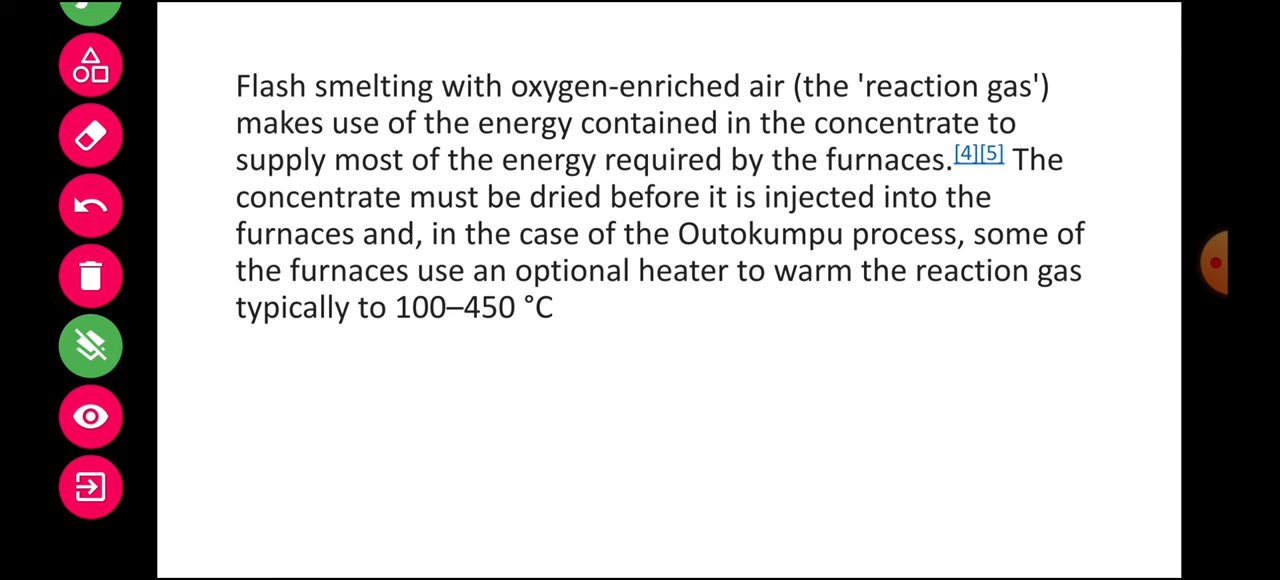 Flash smelting with oxygen-enriched air (the 'reaction gas')
makes use of the energy contained in the concentrate to
supply most of the energy required by the furnaces.[4][5] The
concentrate must be dried before it is injected into the
furnaces and, in the case of the Outokumpu process, some of
the furnaces use an optional heater to warm the reaction gas
typically to 100–450 °C